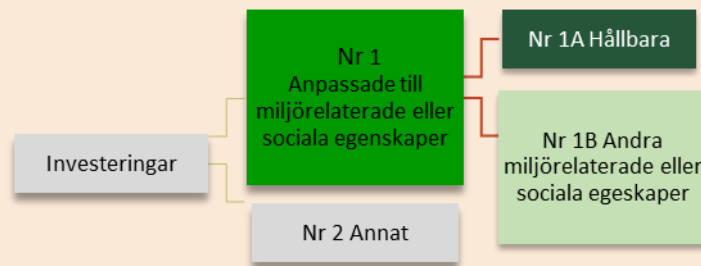 Investeringar
Nr 1
Anpassade till
miljörelaterade eller
sociala egenskaper
Nr 2 Annat
Nr 1A Hållbara
Nr 1B Andra
miljörelaterade eller
sociala egeskaper